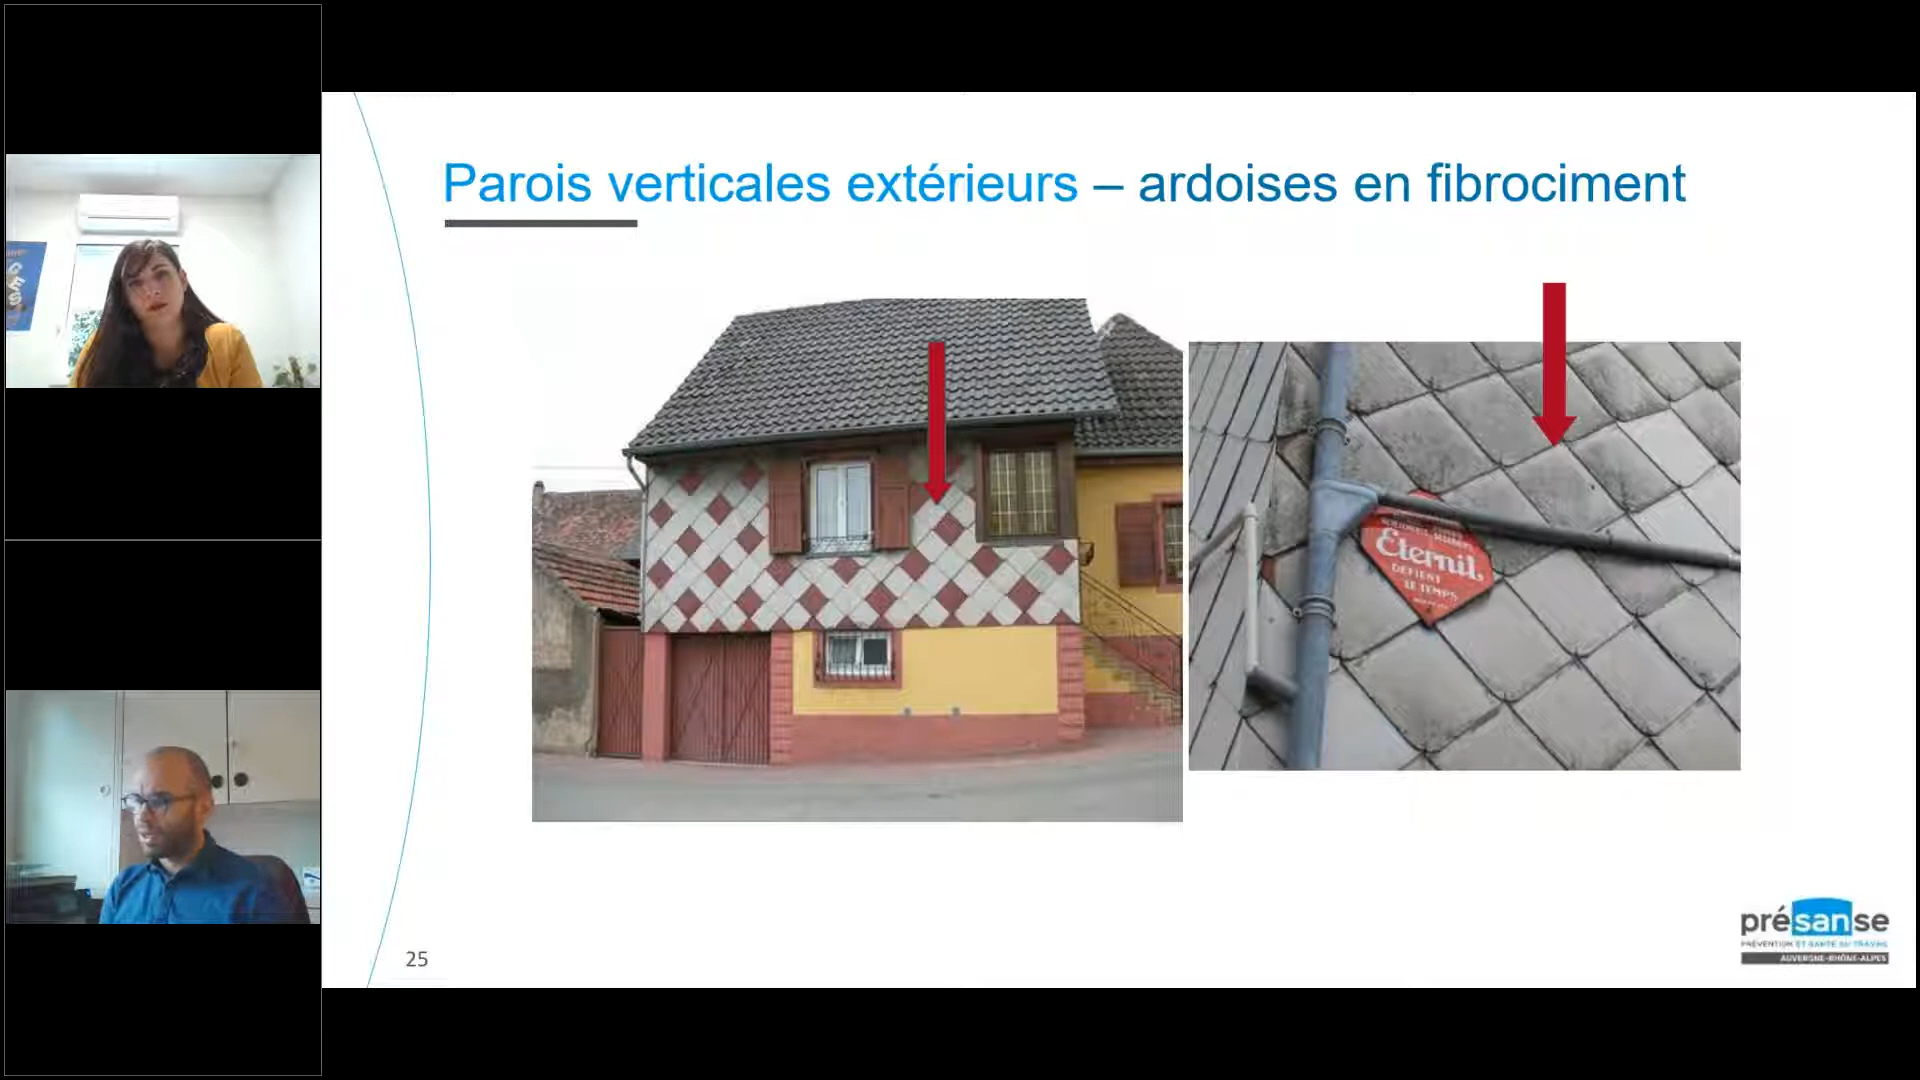 Parois verticales extérieurs – ardoises en fibrociment
Eternit
DÉFIENT
LE TEMPS
25
présanse
PRÉVENTION ET SANTÉ AU TRAVAIL
AUVERGNE-RHÔNE-ALPES